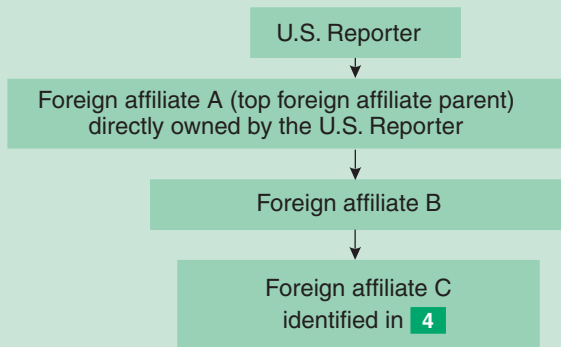 U.S. Reporter
Foreign affiliate A (top foreign affiliate parent)
directly owned by the U.S. Reporter
Foreign affiliate B
Foreign affiliate C
identified in 4